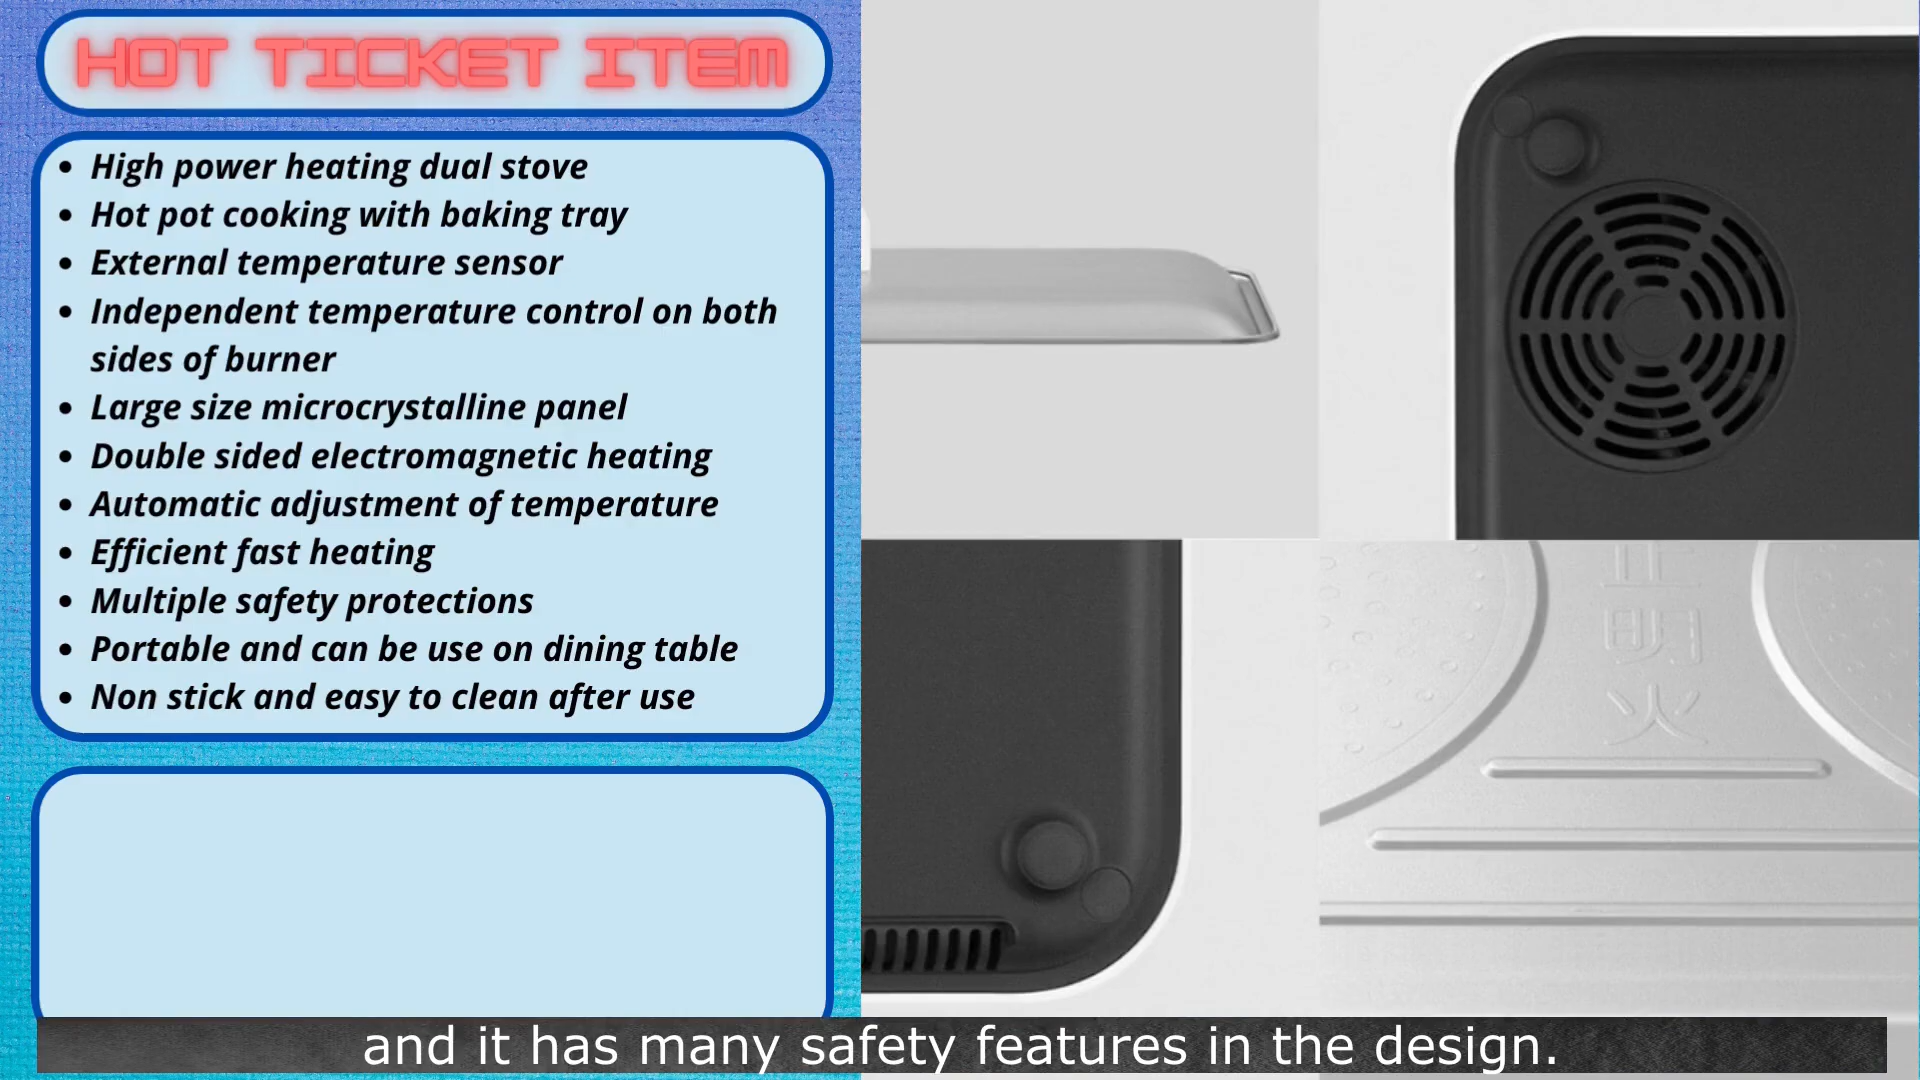 HOT TICKET ITEM
• High power heating dual stove
• Hot pot cooking with baking tray
• External temperature sensor
• Independent temperature control on both
sides of burner
• Large size microcrystalline panel
• Double sided electromagnetic heating
• Automatic adjustment of temperature
• Efficient fast heating
• Multiple safety protections
• Portable and can be use on dining table
• Non stick and easy to clean after use
明
火
and it has many safety features in the design.